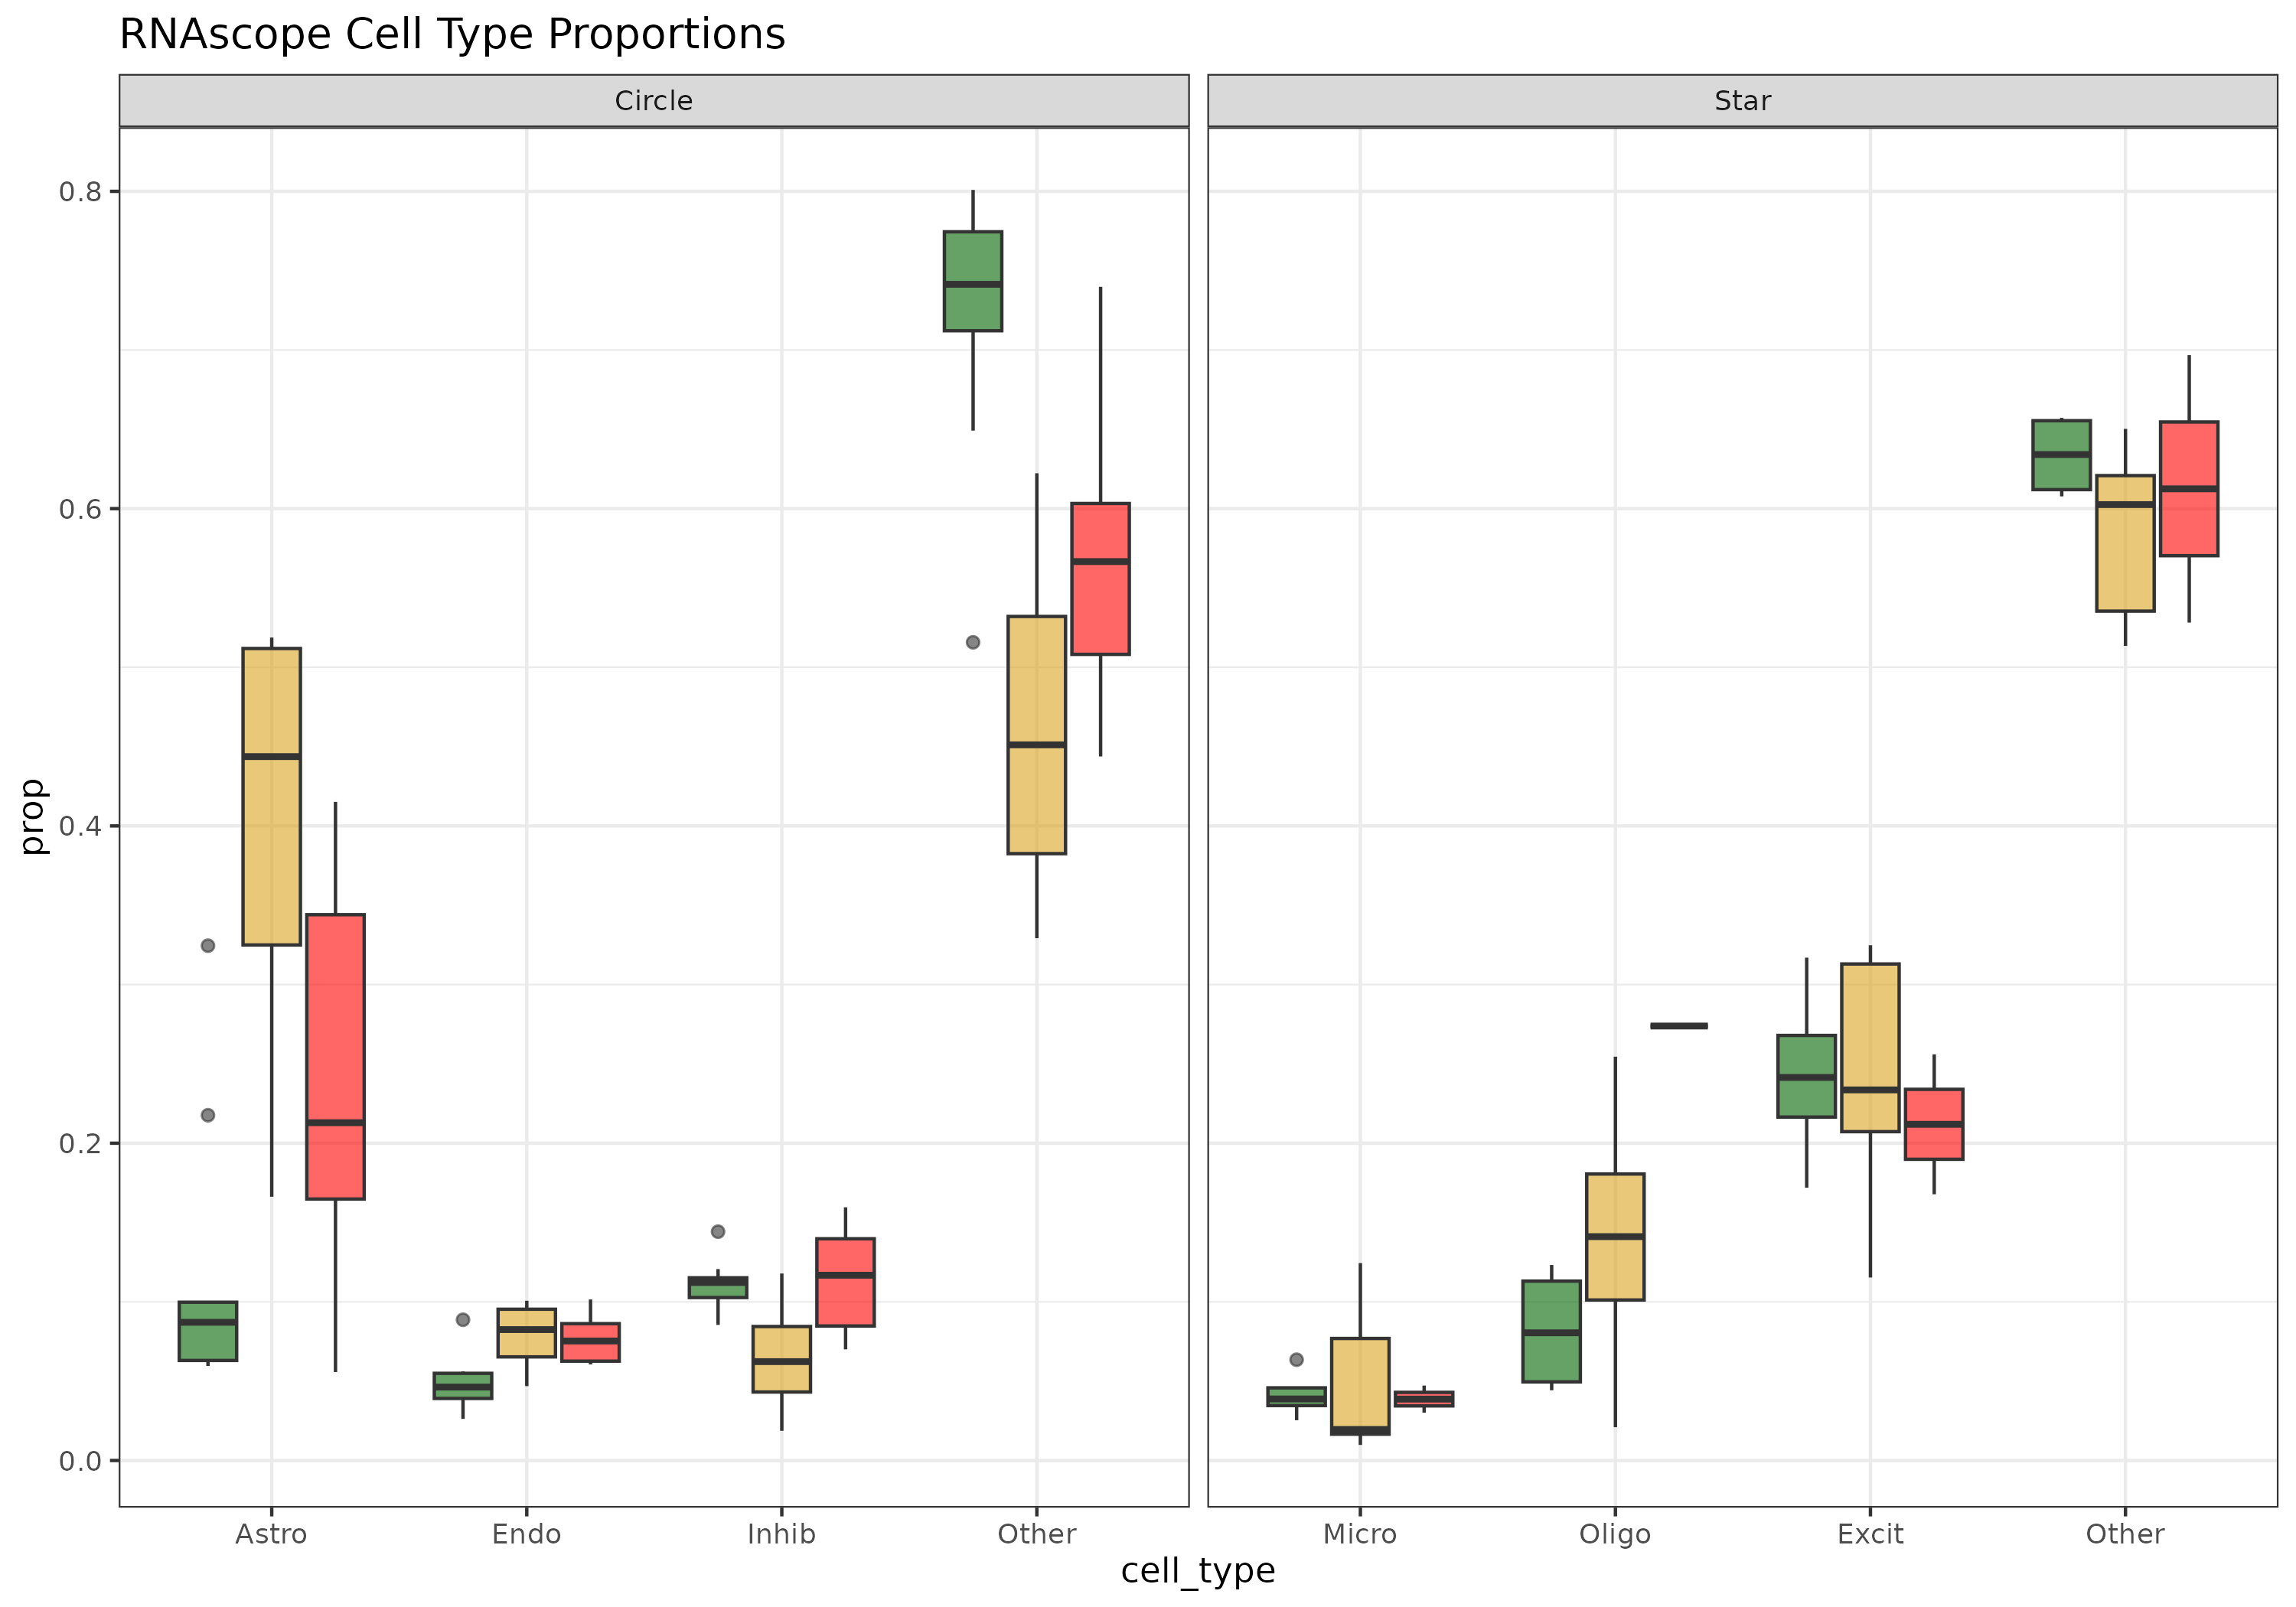 RNAscope Cell Type Proportions
Circle Star
0.8
0.6
0.4
0.2
0.0
prop
Astro Endo Inhib Other Micro Oligo Excit Other
cell_type